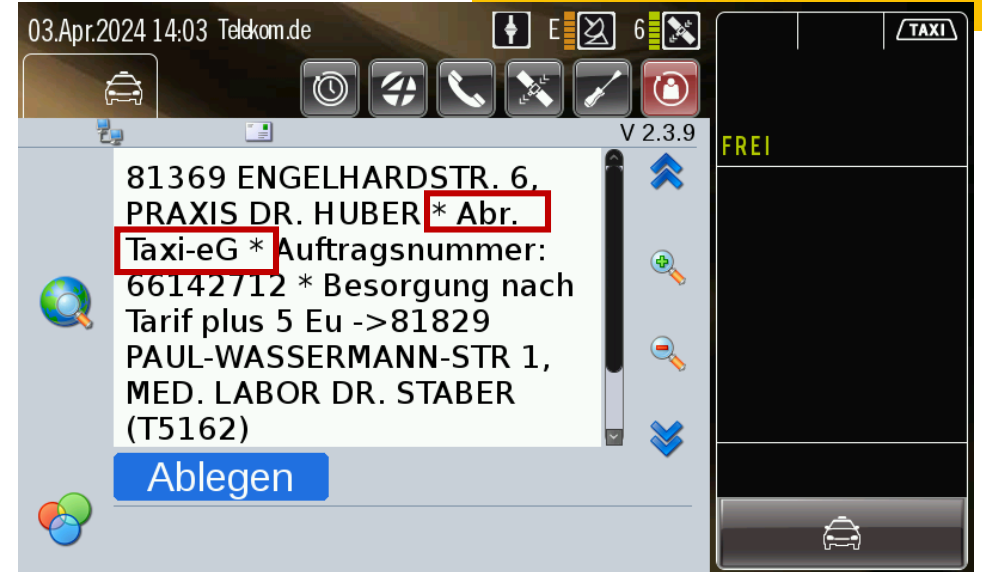 03.Apr.2024 14:03 Telekom.de E 6
TAXI
V 2.3.9
FREI
81369 ENGELHARDSTR. 6,
PRAXIS DR. HUBER * Abr.
Taxi-eG * Auftragsnummer:
66142712 * Besorgung nach
Tarif plus 5 Eu ->81829
PAUL-WASSERMANN-STR 1,
MED. LABOR DR. STABER
(T5162)
Ablegen